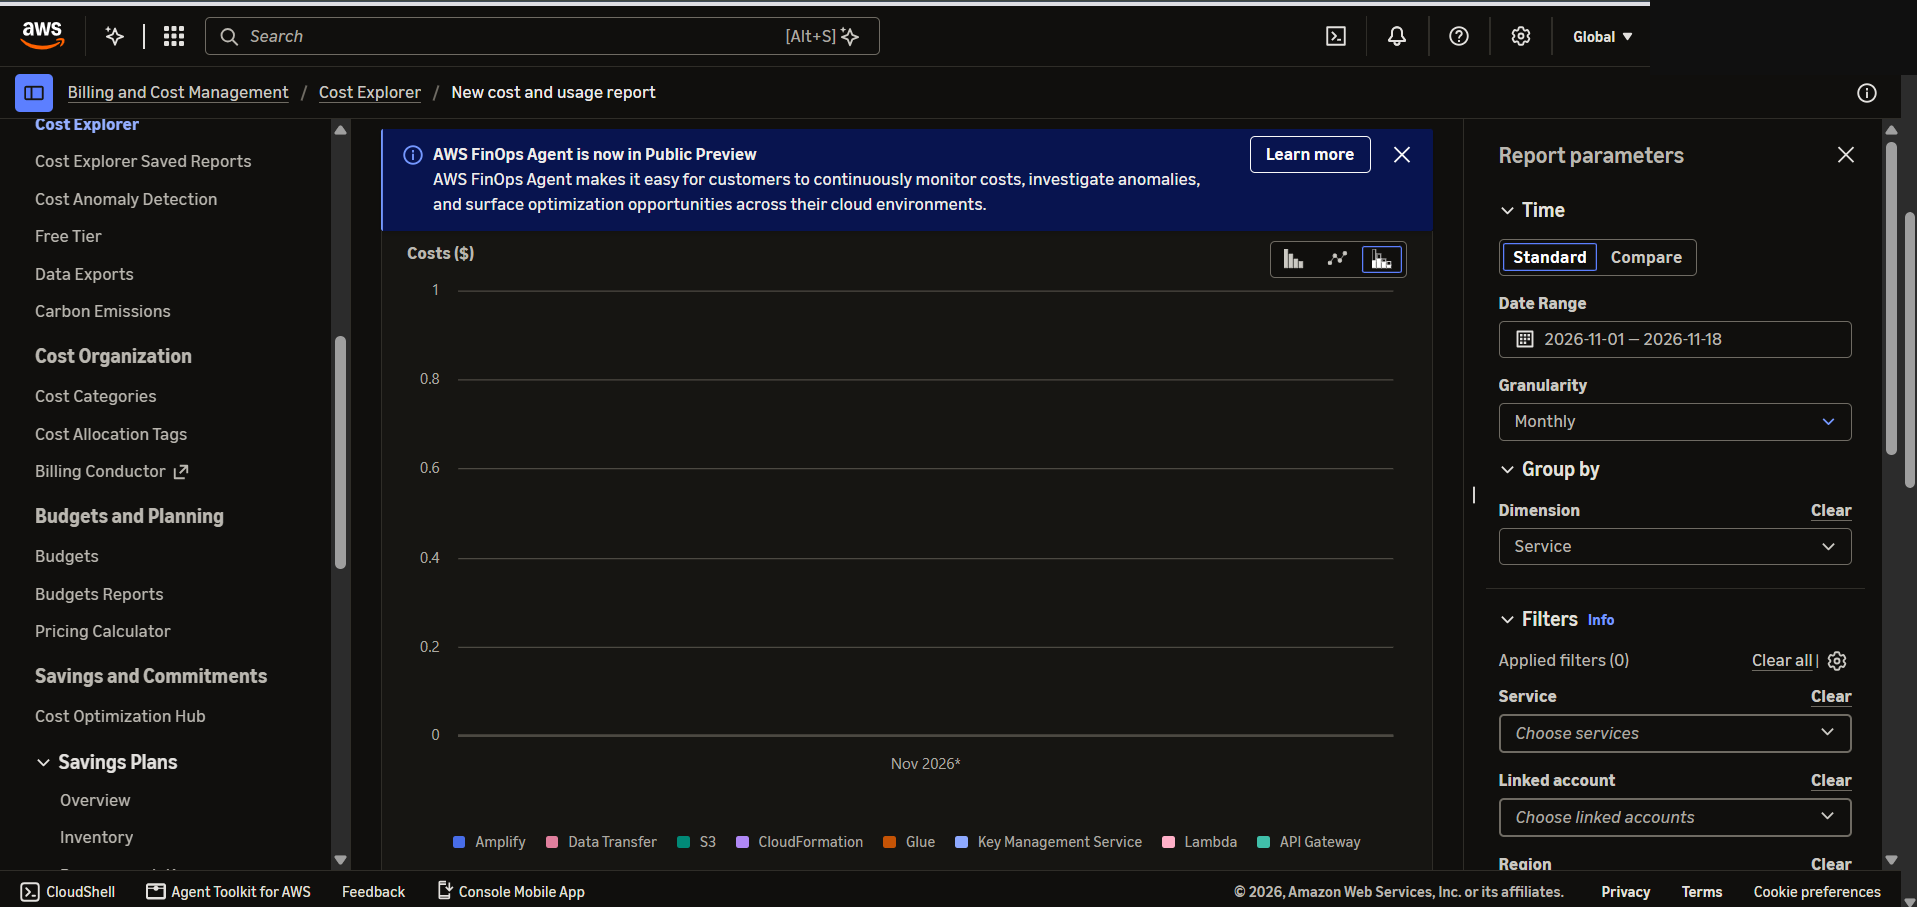 aws
Search
[Alt+S]
Global
Billing and Cost Management / Cost Explorer / New cost and usage report
Cost Explorer
Cost Explorer Saved Reports
Cost Anomaly Detection
Free Tier
Data Exports
Carbon Emissions
Cost Organization
Cost Categories
Cost Allocation Tags
Billing Conductor
Budgets and Planning
Budgets
Budgets Reports
Pricing Calculator
Savings and Commitments
Cost Optimization Hub
Savings Plans
Overview
Inventory
AWS FinOps Agent is now in Public Preview
AWS FinOps Agent makes it easy for customers to continuously monitor costs, investigate anomalies,
and surface optimization opportunities across their cloud environments.
Learn more
Costs ($)
1
0.8
0.6
0.4
0.2
0
Nov 2026*
Amplify Data Transfer S3 CloudFormation Glue Key Management Service Lambda API Gateway
Report parameters
Time
Standard Compare
Date Range
2026-11-01 — 2026-11-18
Granularity
Monthly
Group by
Dimension Clear
Service
Filters Info
Applied filters (0) Clear all |
Service Clear
Choose services
Linked account Clear
Choose linked accounts
Region Clear
CloudShell Agent Toolkit for AWS Feedback Console Mobile App
© 2026, Amazon Web Services, Inc. or its affiliates. Privacy Terms Cookie preferences